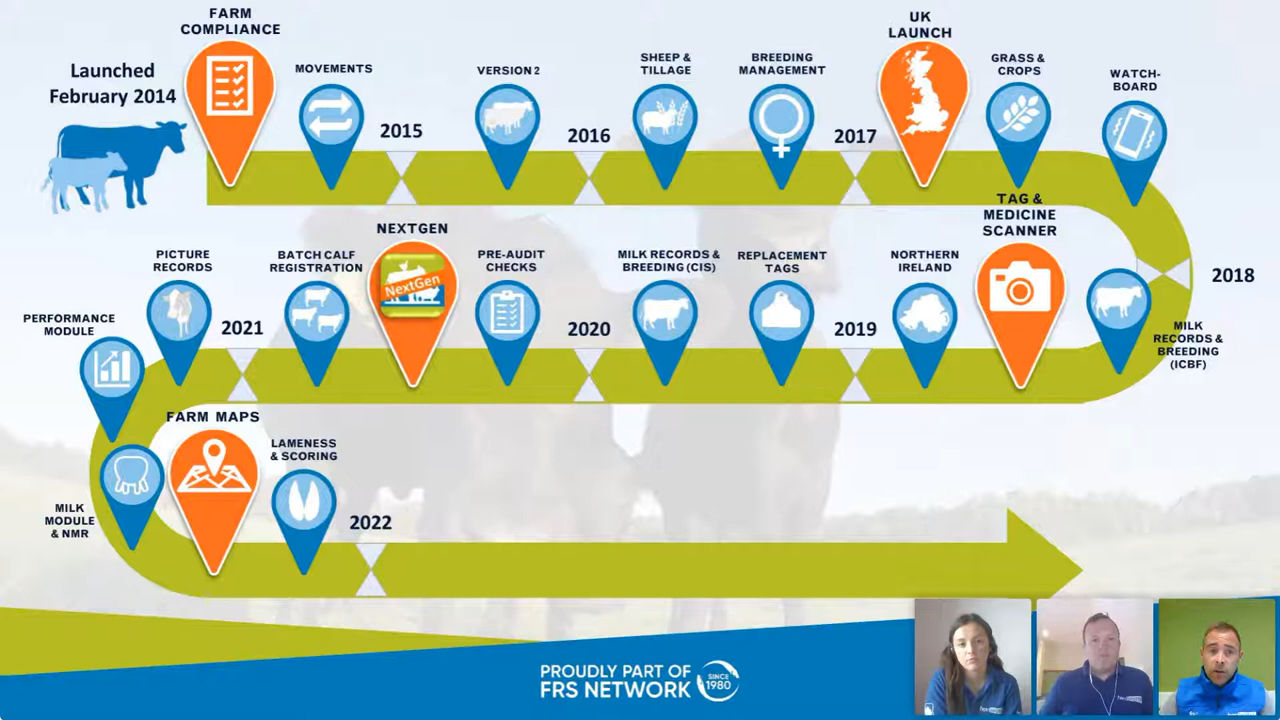 FARM
COMPLIANCE
Launched
February 2014
MOVEMENTS
2015
VERSION 2
2016
SHEEP &
TILLAGE
BREEDING
MANAGEMENT
2017
UK
LAUNCH
GRASS &
CROPS
WATCH-
BOARD
2018
MILK
RECORDS &
BREEDING
(ICBF)
TAG &
MEDICINE
SCANNER
NORTHERN
IRELAND
2019
REPLACEMENT
TAGS
MILK RECORDS &
BREEDING (CIS)
2020
PRE-AUDIT
CHECKS
NEXTGEN
NextGen
BATCH CALF
REGISTRATION
2021
PICTURE
RECORDS
PERFORMANCE
MODULE
MILK
MODULE
& NMR
FARM MAPS
LAMENESS
& SCORING
2022
PROUDLY PART OF
FRS NETWORK
SINCE
1980